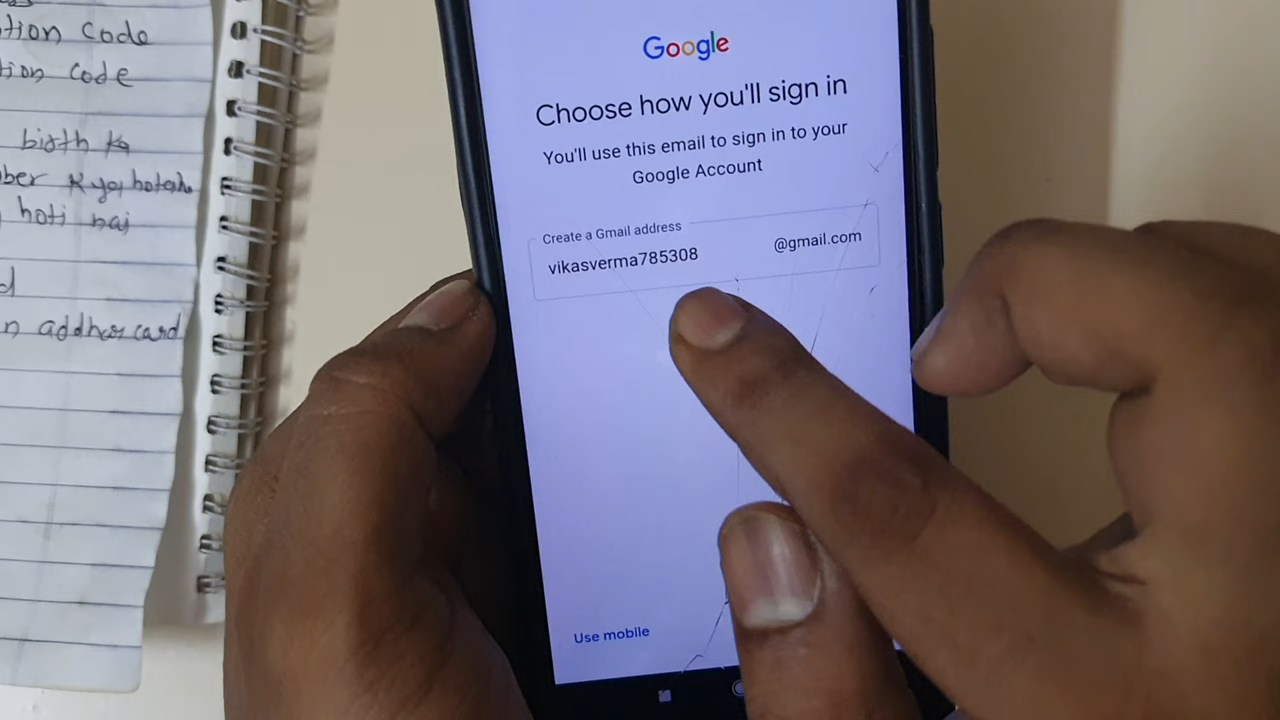 tion Code
tion Code
birth ka
ber kya hota
hoti hai
d
n addhar card
Google
Choose how you'll sign in
You'll use this email to sign in to your
Google Account
Create a Gmail address
vikasverma785308
@gmail.com
Use mobile